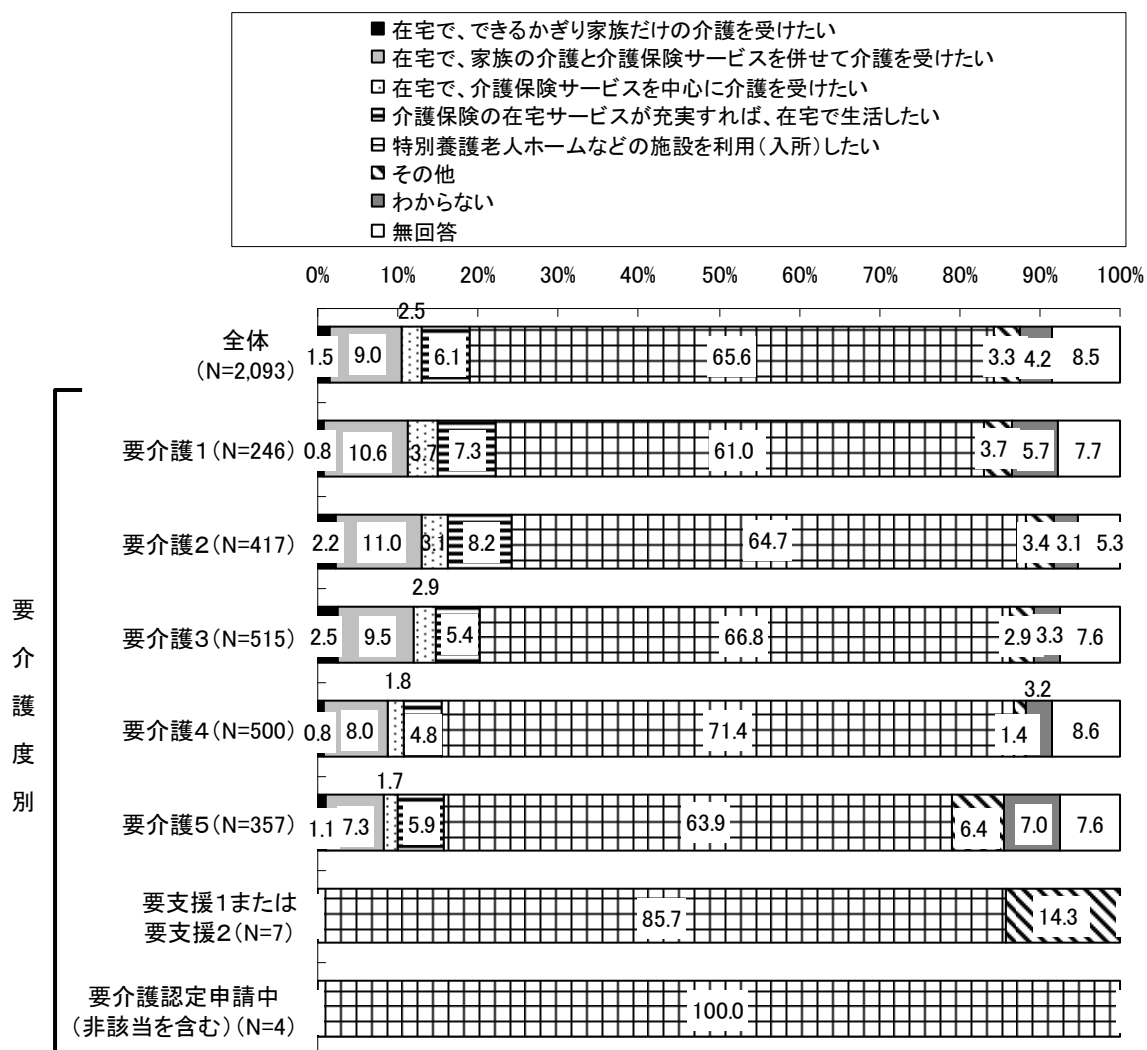 在宅で、できるかぎり家族だけの介護を受けたい
在宅で、家族の介護と介護保険サービスを併せて介護を受けたい
在宅で、介護保険サービスを中心に介護を受けたい
介護保険の在宅サービスが充実すれば、在宅で生活したい
特別養護老人ホームなどの施設を利用(入所)したい
その他
わからない
無回答
0% 10% 20% 30% 40% 50% 60% 70% 80% 90% 100%
全体
(N=2,093)
1.5 9.0 2.5 6.1 65.6 3.3 4.2 8.5
要介護度別
要介護1(N=246) 0.8 10.6 3.7 7.3 61.0 3.7 5.7 7.7
要介護2(N=417) 2.2 11.0 3.1 8.2 64.7 3.4 3.1 5.3
要介護3(N=515) 2.5 9.5 2.9 5.4 66.8 2.9 3.3 7.6
要介護4(N=500) 0.8 8.0 1.8 4.8 71.4 1.4 3.2 8.6
要介護5(N=357) 1.1 7.3 1.7 5.9 63.9 6.4 7.0 7.6
要支援1または
要支援2(N=7)
85.7 14.3
要介護認定申請中
(非該当を含む)(N=4)
100.0